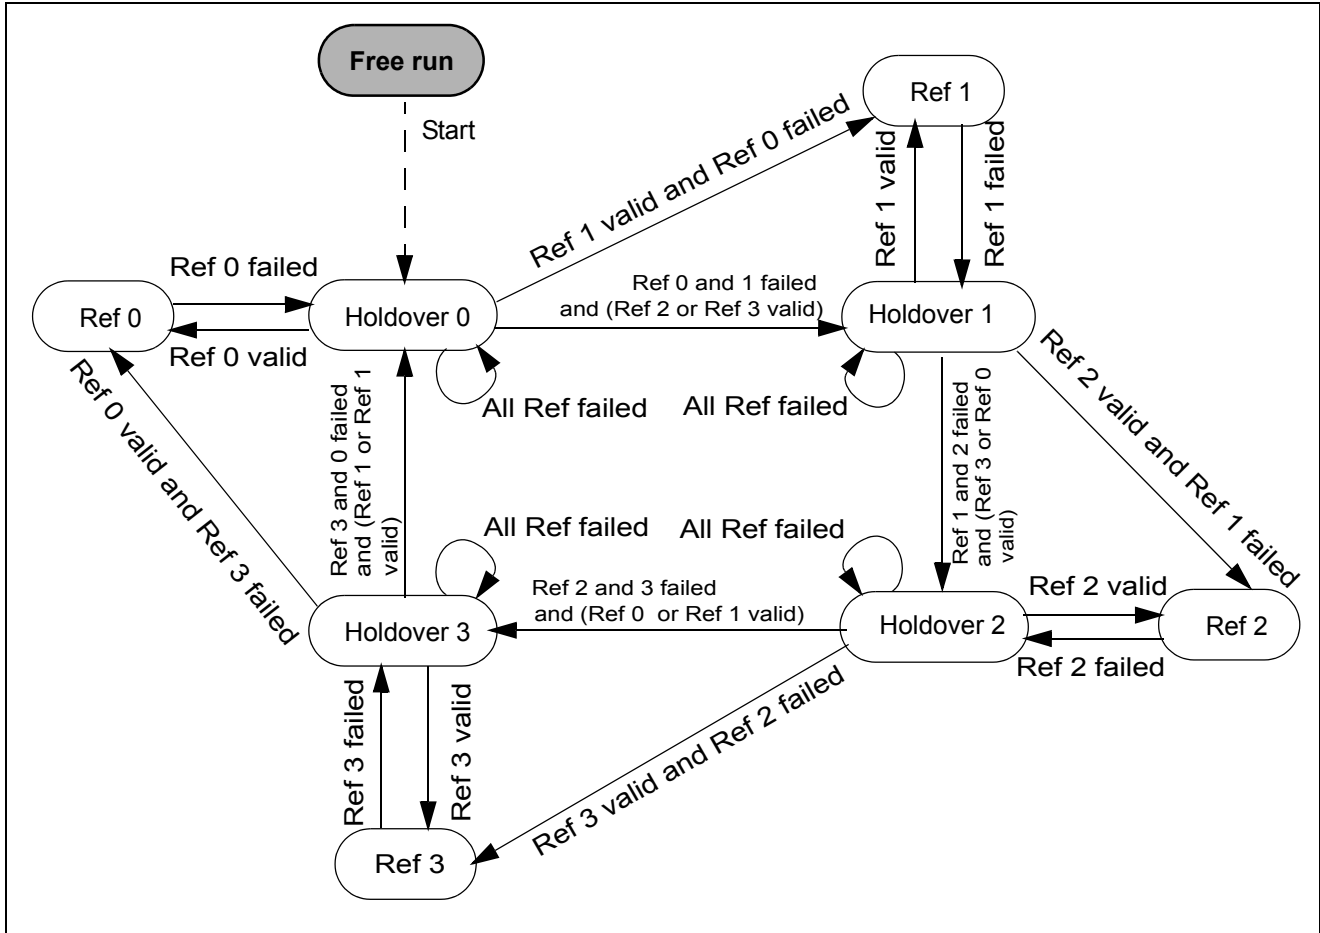 Free run
Start
Ref 1
Ref 1 valid and Ref 0 failed
Ref 1 valid
Ref 1 failed
Ref 0 failed
Ref 0
Ref 0 valid
Holdover 0
Ref 0 and 1 failed
and (Ref 2 or Ref 3 valid)
Holdover 1
All Ref failed
All Ref failed
Ref 0 valid and Ref 3 failed
Ref 3 and 0 failed
and (Ref 1 or Ref 1
valid)
Ref 1 and 2 failed
and (Ref 3 or Ref 0
valid)
Ref 2 valid and Ref 1 failed
All Ref failed
All Ref failed
Ref 2 and 3 failed
and (Ref 0 or Ref 1 valid)
Holdover 3
Holdover 2
Ref 2 valid
Ref 2
Ref 2 failed
Ref 3 failed
Ref 3 valid
Ref 3 valid and Ref 2 failed
Ref 3